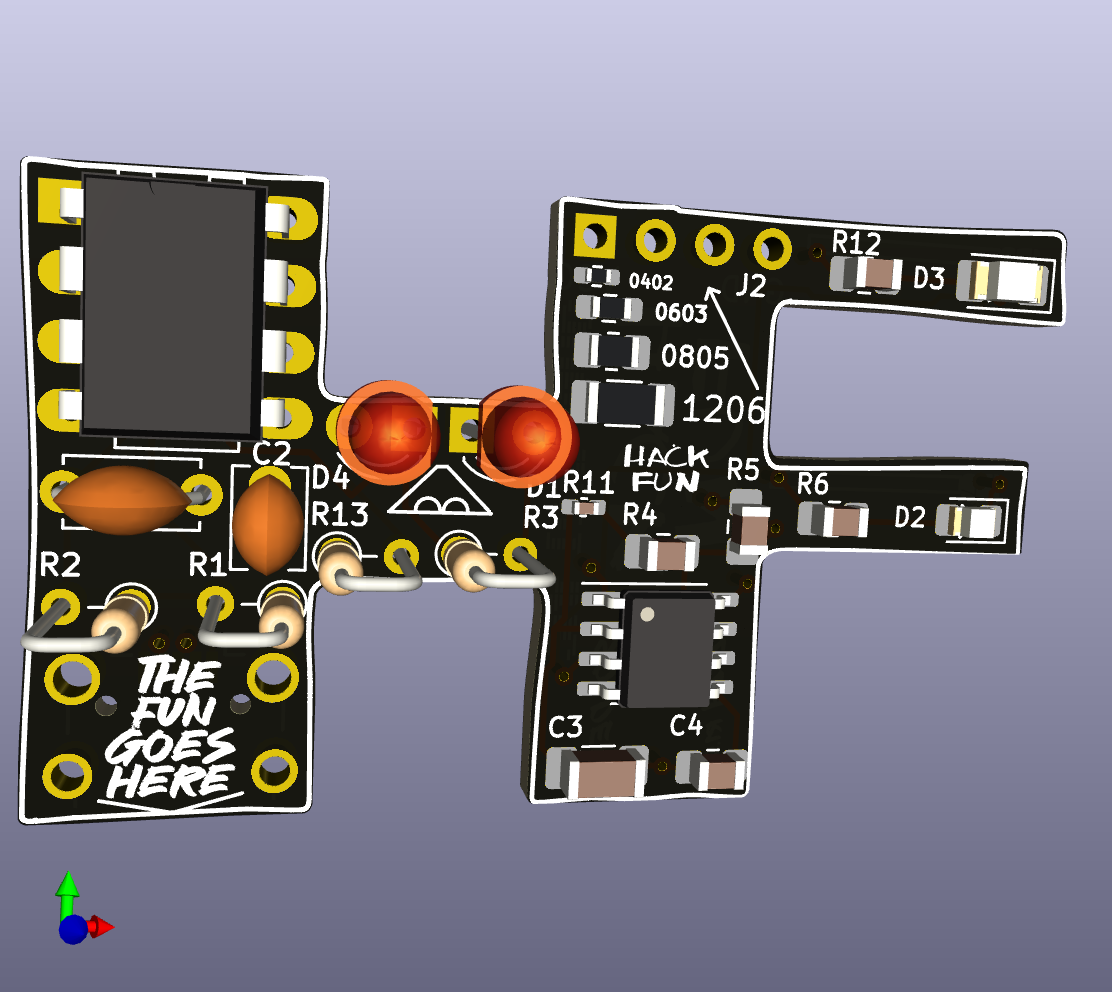 R12
D3
J2
0402
0603
0805
1206
HACK
FUN
C2
D4
R13
D1
R11
R3
R4
R5
R6
D2
R2
R1
THE
FUN
GOES
HERE
C3
C4